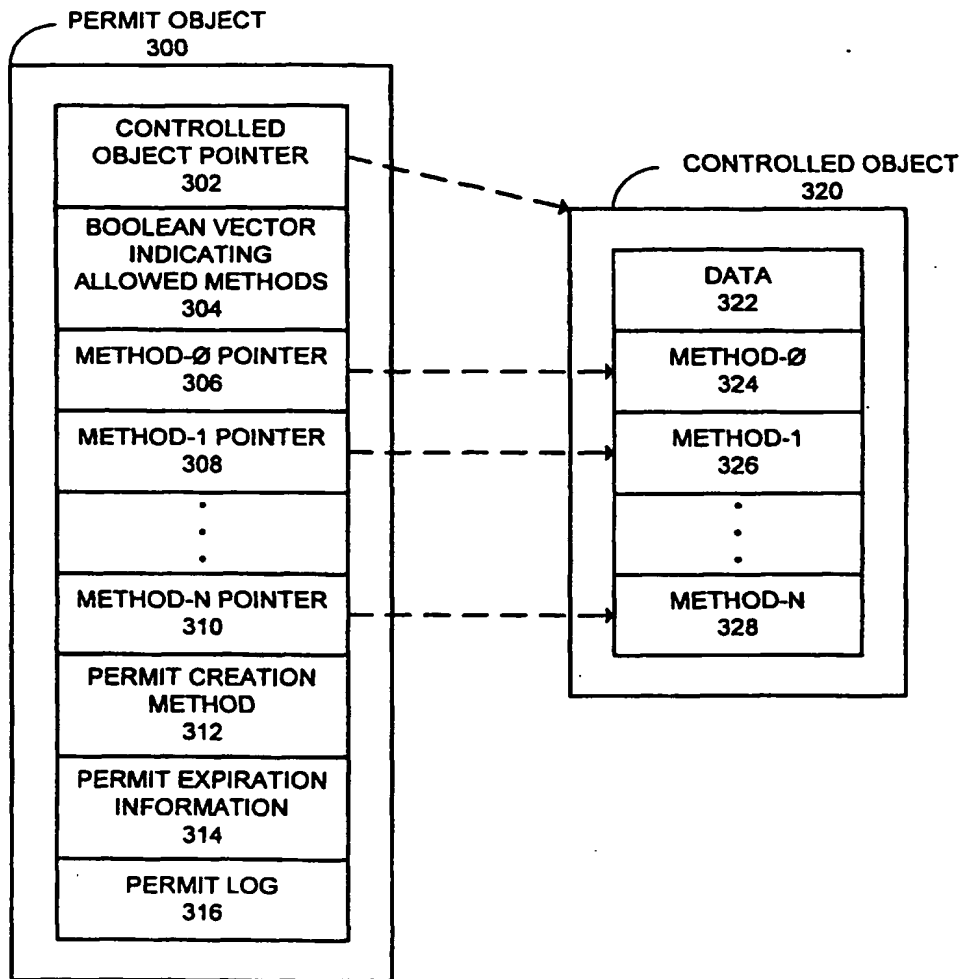 PERMIT OBJECT
300
CONTROLLED
OBJECT POINTER
302
BOOLEAN VECTOR
INDICATING
ALLOWED METHODS
304
METHOD-Ø POINTER
306
METHOD-1 POINTER
308
METHOD-N POINTER
310
PERMIT CREATION
METHOD
312
PERMIT EXPIRATION
INFORMATION
314
PERMIT LOG
316
CONTROLLED OBJECT
320
DATA
322
METHOD-Ø
324
METHOD-1
326
METHOD-N
328